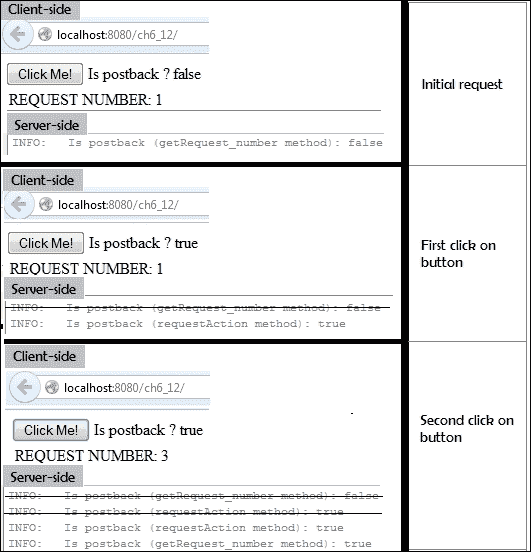 Client-side
localhost:8080/ch6_12/
Click Me! Is postback ? false
REQUEST NUMBER: 1
Server-side
INFO: Is postback (getRequest_number method): false
Initial request
Client-side
localhost:8080/ch6_12/
Click Me! Is postback ? true
REQUEST NUMBER: 1
Server-side
INFO: Is postback (getRequest_number method): false
INFO: Is postback (requestAction method): true
First click on
button
Client-side
localhost:8080/ch6_12/
Click Me! Is postback ? true
REQUEST NUMBER: 3
Server-side
INFO: Is postback (getRequest_number method): false
INFO: Is postback (requestAction method): true
INFO: Is postback (requestAction method): true
INFO: Is postback (getRequest_number method): true
Second click on
button